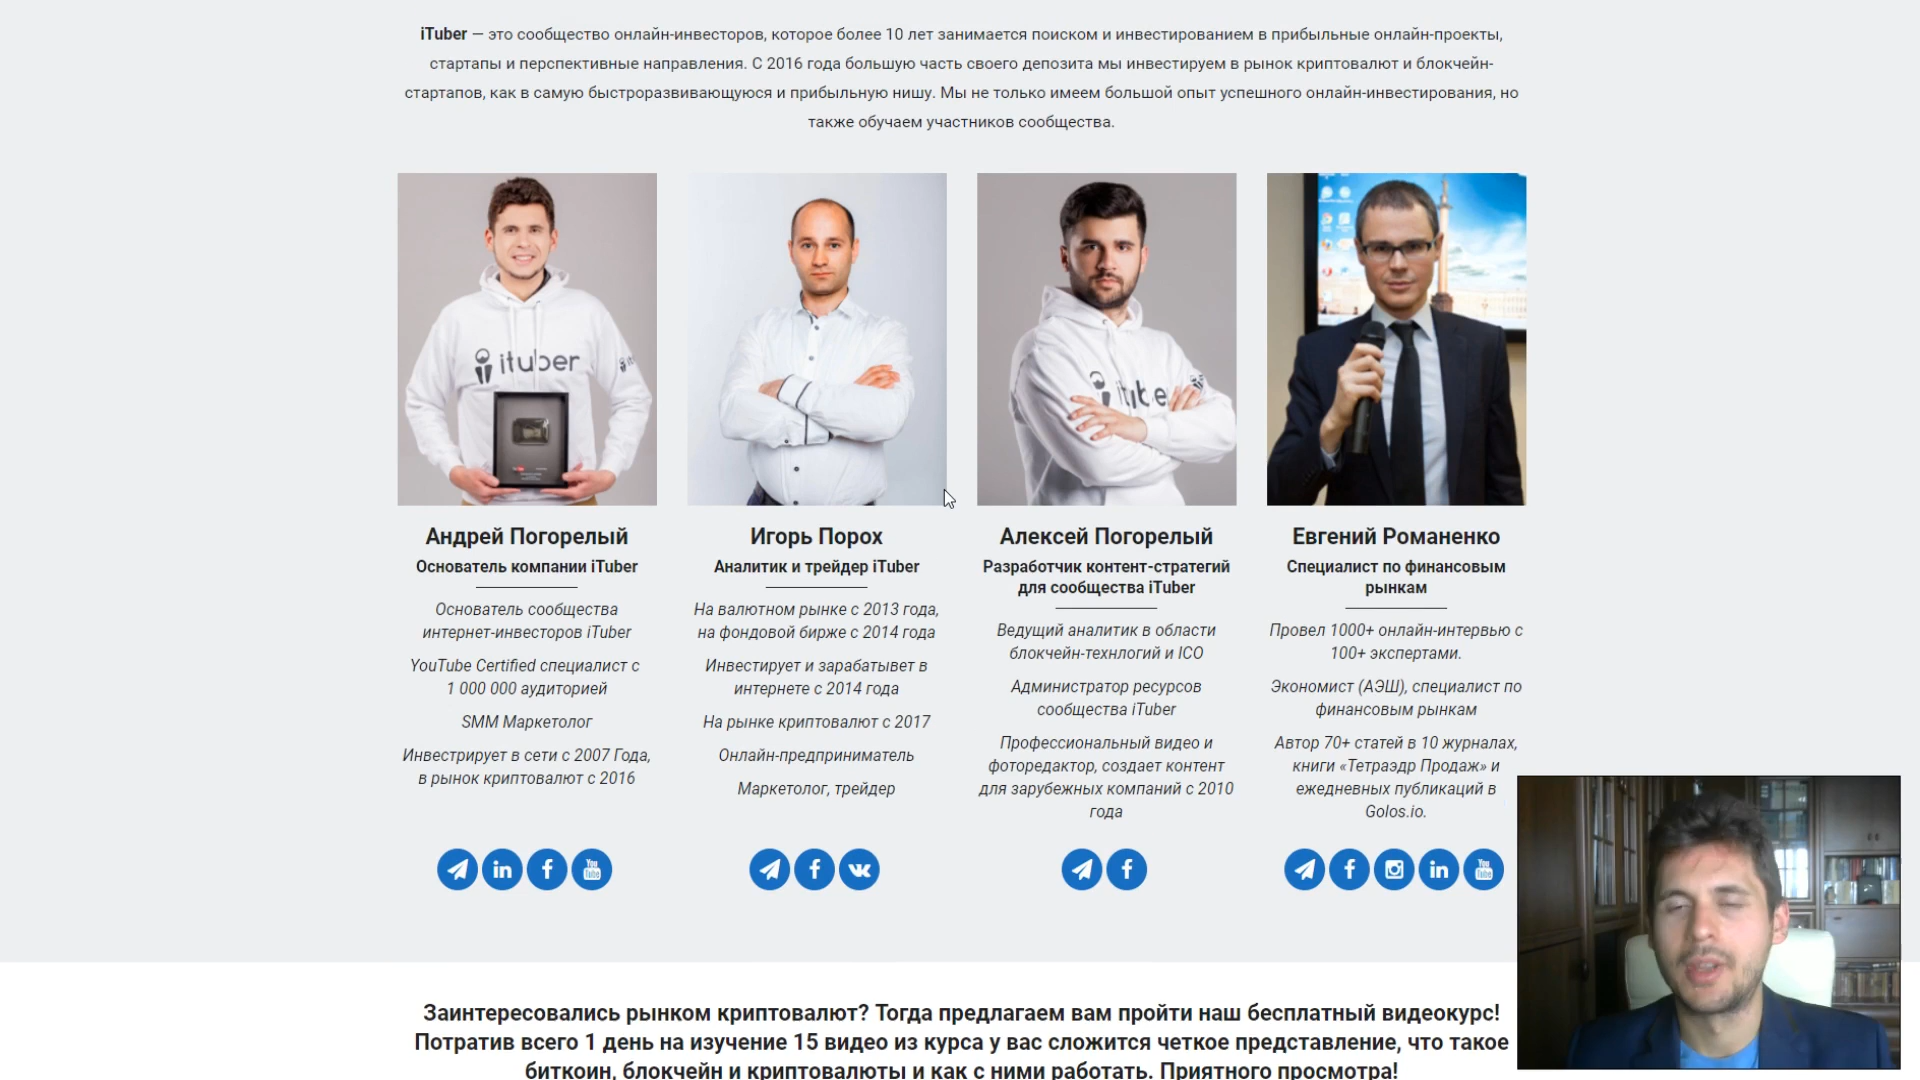 iTuber — это сообщество онлайн-инвесторов, которое более 10 лет занимается поиском и инвестированием в прибыльные онлайн-проекты,
стартапы и перспективные направления. С 2016 года большую часть своего депозита мы инвестируем в рынок криптовалют и блокчейн-
стартапов, как в самую быстроразвивающуюся и прибыльную нишу. Мы не только имеем большой опыт успешного онлайн-инвестирования, но
также обучаем участников сообщества.
ituber
Андрей Погорелый
Основатель компании iTuber
Основатель сообщества
интернет-инвесторов iTuber
YouTube Certified специалист с
1 000 000 аудиторией
SMM Маркетолог
Инвестрирует в сети с 2007 Года,
в рынок криптовалют с 2016
Игорь Порох
Аналитик и трейдер iTuber
На валютном рынке с 2013 года,
на фондовой бирже с 2014 года
Инвестирует и зарабатывет в
интернете с 2014 года
На рынке криптовалют с 2017
Онлайн-предприниматель
Маркетолог, трейдер
Алексей Погорелый
Разработчик контент-стратегий
для сообщества iTuber
Ведущий аналитик в области
блокчейн-технлогий и ICO
Администратор ресурсов
сообщества iTuber
Профессиональный видео и
фоторедактор, создает контент
для зарубежных компаний с 2010
года
Евгений Романенко
Специалист по финансовым
рынкам
Провел 1000+ онлайн-интервью с
100+ экспертами.
Экономист (АЭШ), специалист по
финансовым рынкам
Автор 70+ статей в 10 журналах,
книги «Тетраэдр Продаж» и
ежедневных публикаций в
Golos.io.
Заинтересовались рынком криптовалют? Тогда предлагаем вам пройти наш бесплатный видеокурс!
Потратив всего 1 день на изучение 15 видео из курса у вас сложится четкое представление, что такое
биткоин, блокчейн и криптовалюты и как с ними работать. Приятного просмотра!